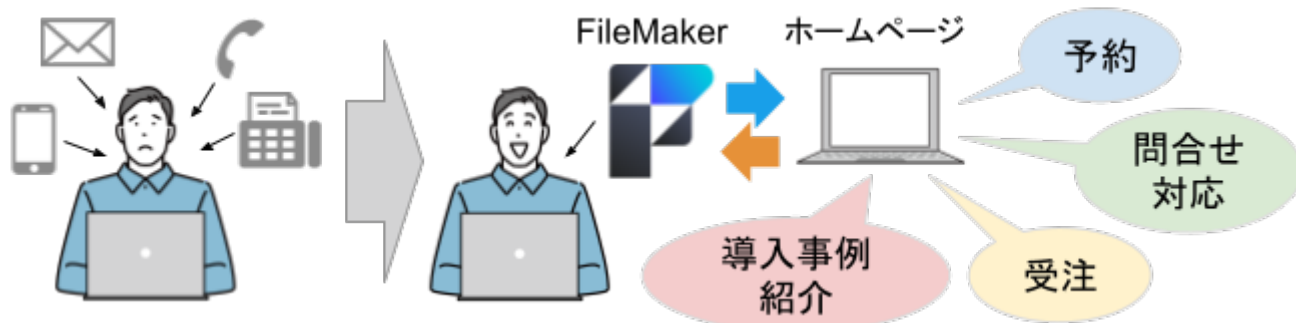 FileMaker
ホームページ
予約
問合せ
対応
導入事例
紹介
受注